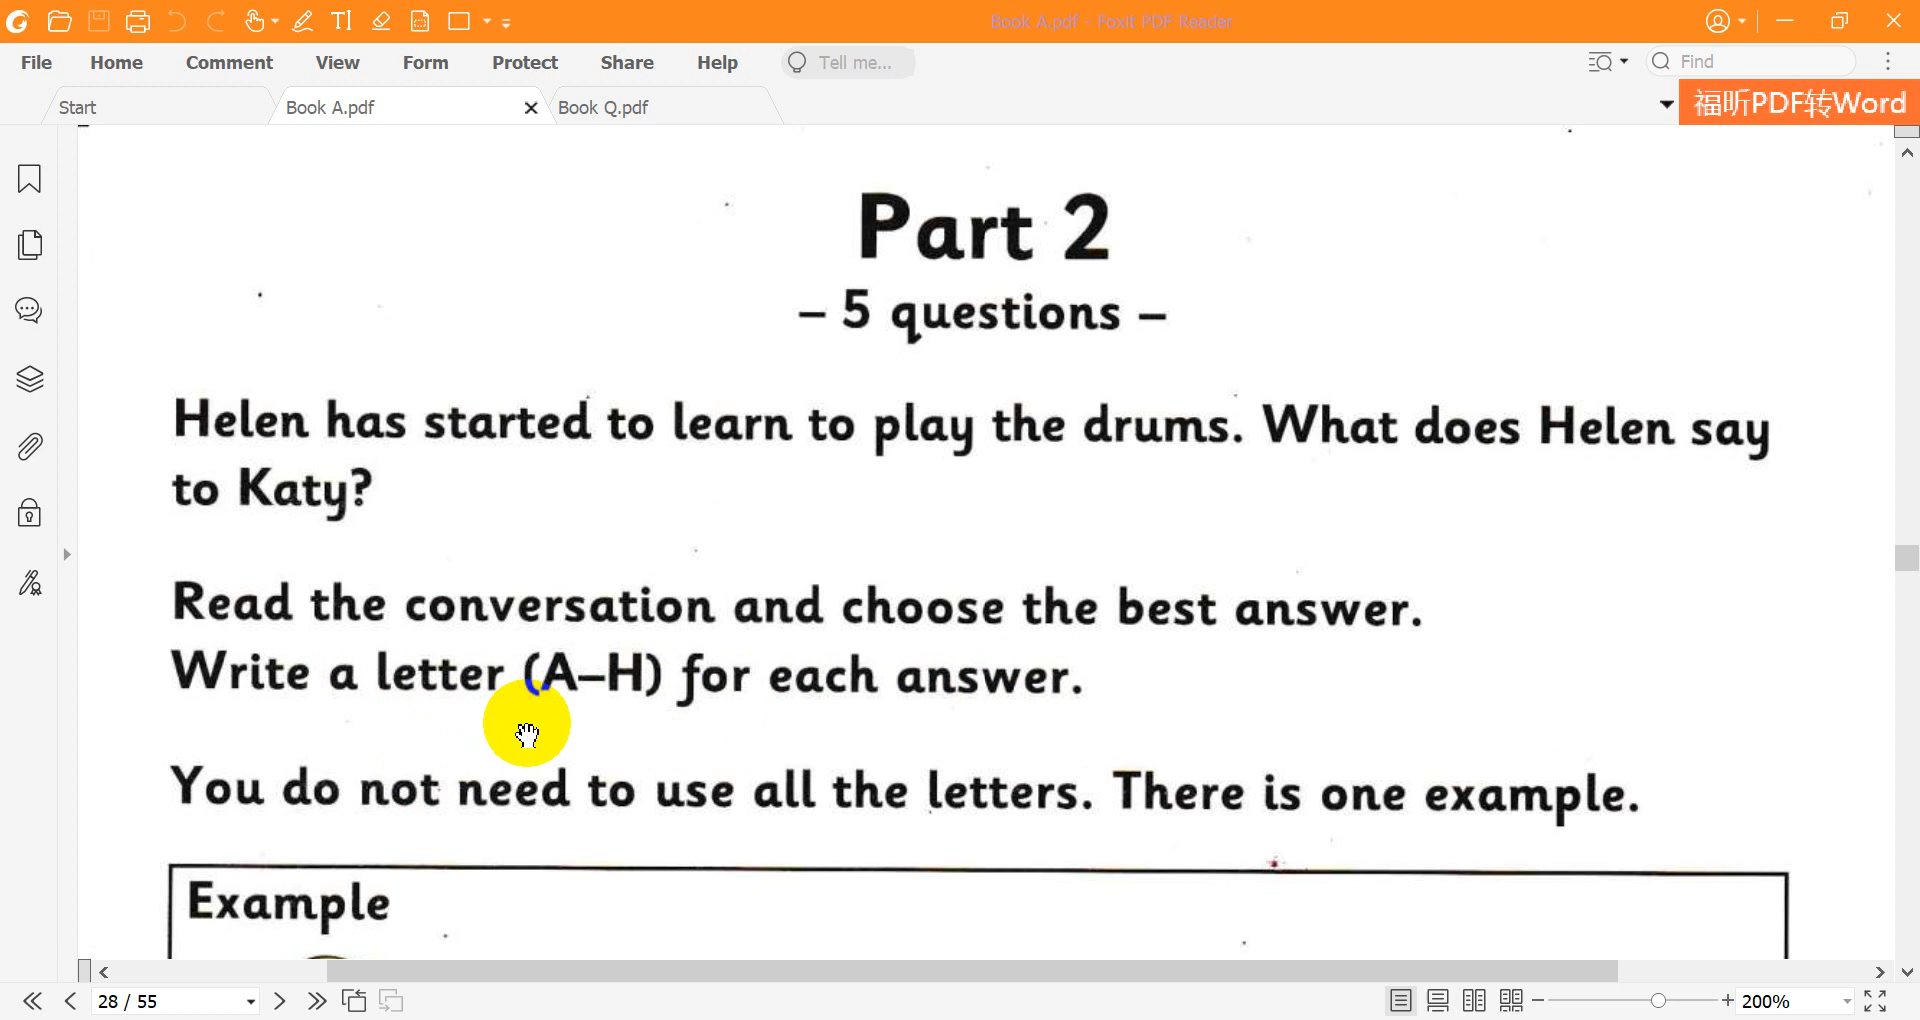 Book A.pdf - Foxit PDF Reader
File Home Comment View Form Protect Share Help Tell me... Find
Start Book A.pdf Book Q.pdf 福昕PDF转Word
Part 2
– 5 questions –
Helen has started to learn to play the drums. What does Helen say
to Katy?
Read the conversation and choose the best answer.
Write a letter (A–H) for each answer.
You do not need to use all the letters. There is one example.
Example
28 / 55 200%